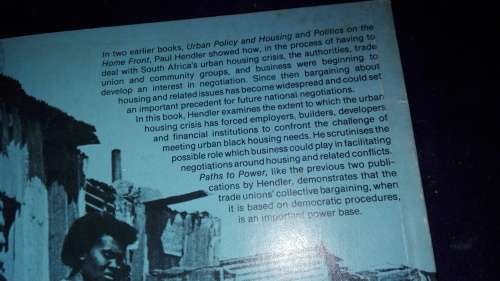 In two earlier books, Urban Policy and Housing and Politics on the
Home Front, Paul Hendler showed how, in the process of having to
deal with South Africa's urban housing crisis, the authorities, trade
union and community groups, and business were beginning to
develop an interest in negotiation. Since then bargaining about
housing and related issues has become widespread and could set
an important precedent for future national negotiations.
In this book, Hendler examines the extent to which the urban
housing crisis has forced employers, builders, developers
and financial institutions to confront the challenge of
meeting urban black housing needs. He scrutinises the
possible role which business could play in facilitating
negotiations around housing and related conflicts.
Paths to Power, like the previous two publi-
cations by Hendler, demonstrates that the
trade unions' collective bargaining, when
it is based on democratic procedures,
is an important power base.